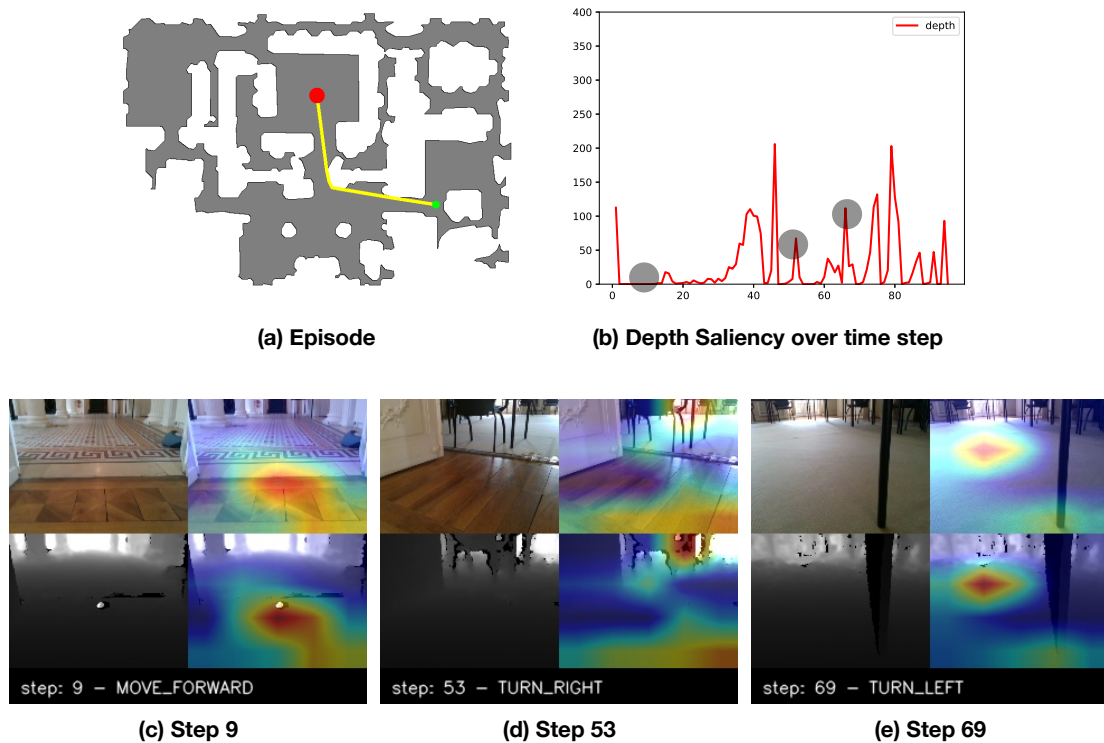 400
350
300
250
200
150
100
50
0
0 20 40 60 80
depth
(a) Episode
(b) Depth Saliency over time step
step: 9 – MOVE_FORWARD
step: 53 – TURN_RIGHT
step: 69 – TURN_LEFT
(c) Step 9
(d) Step 53
(e) Step 69